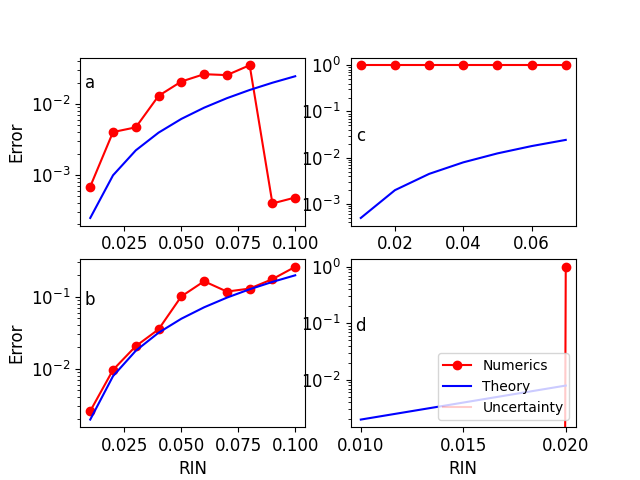 a
Error
10⁻²
10⁻³
0.025 0.050 0.075 0.100
c
10⁰
10⁻¹
10⁻²
10⁻³
0.02 0.04 0.06
b
Error
10⁻¹
10⁻²
0.025 0.050 0.075 0.100
RIN
d
10⁰
10⁻¹
10⁻²
Numerics
Theory
Uncertainty
0.010 0.015 0.020
RIN